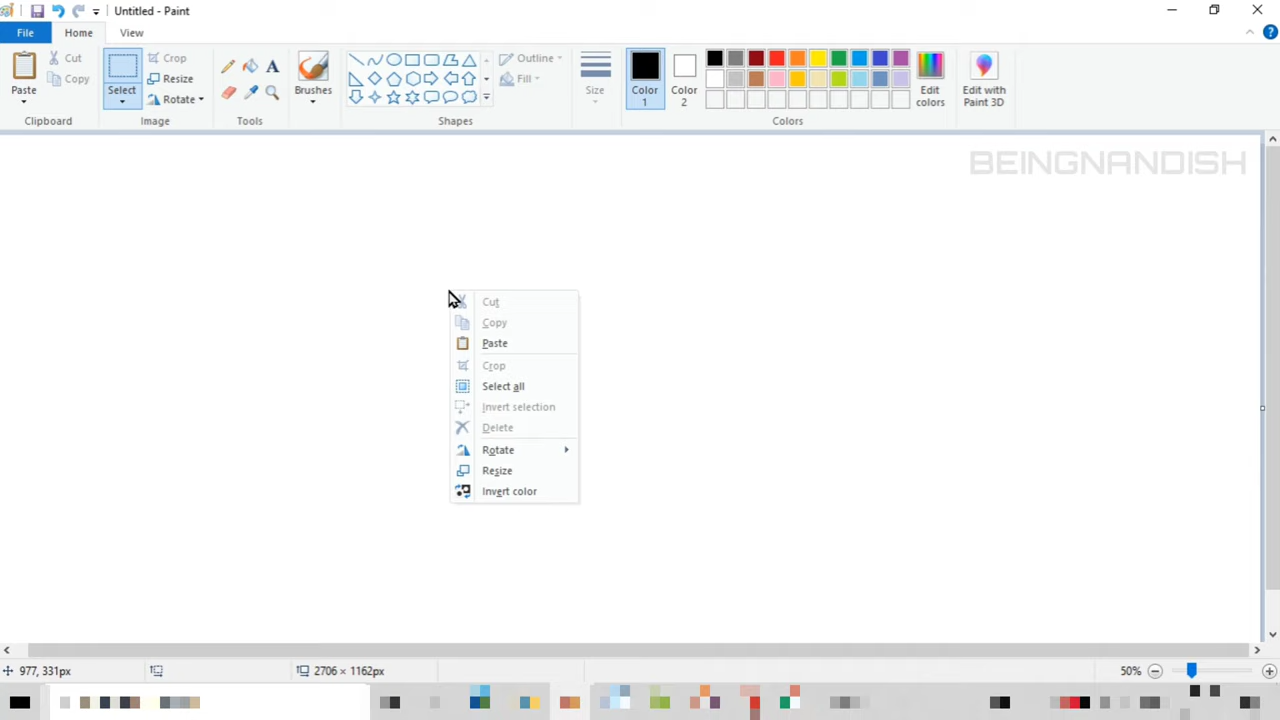 Untitled - Paint
File Home View
Paste
Cut
Copy
Clipboard
Select
Crop
Resize
Rotate
Image
A
Tools
Brushes
Shapes
Outline
Fill
Size
Color 1
Color 2
Edit colors
Colors
Edit with Paint 3D
BEINGNANDISH
Cut
Copy
Paste
Crop
Select all
Invert selection
Delete
Rotate
Resize
Invert color
977, 331px
2706 × 1162px
50%